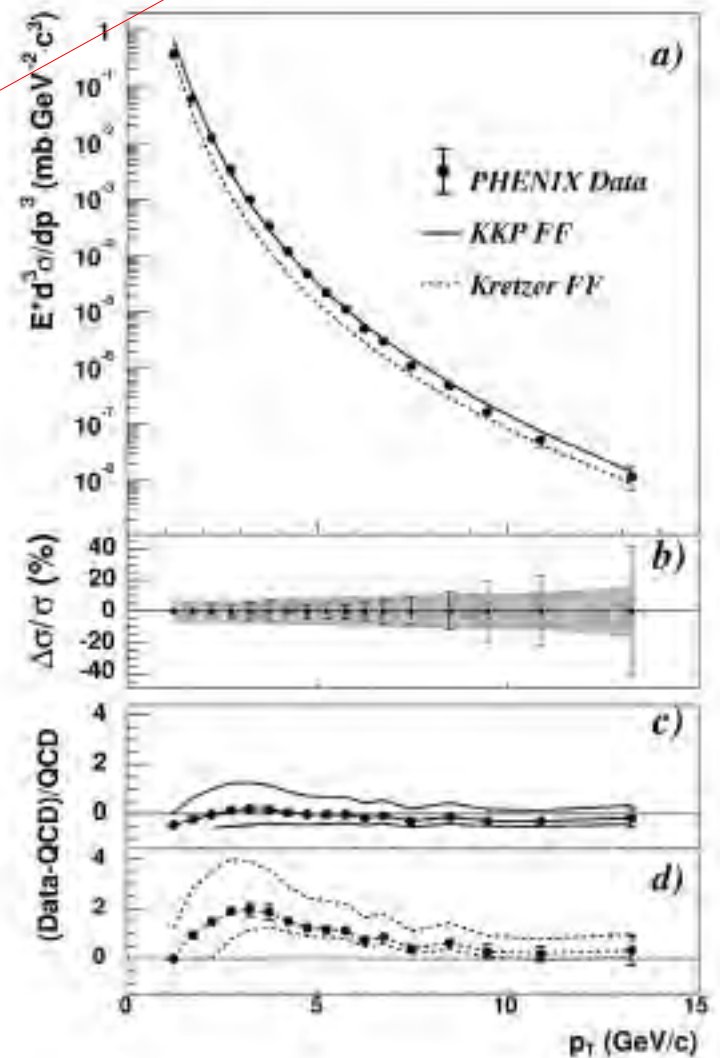 E*d³σ/dp³ (mb·GeV⁻²·c³)
1
10⁻¹
10⁻²
10⁻³
10⁻⁴
10⁻⁵
10⁻⁶
10⁻⁷
10⁻⁸
a)
PHENIX Data
KKP FF
Kretzer FF
Δσ/σ (%)
40
20
0
-20
-40
b)
(Data-QCD)/QCD
4
2
0
c)
4
2
0
d)
0 5 10 15
p_T (GeV/c)